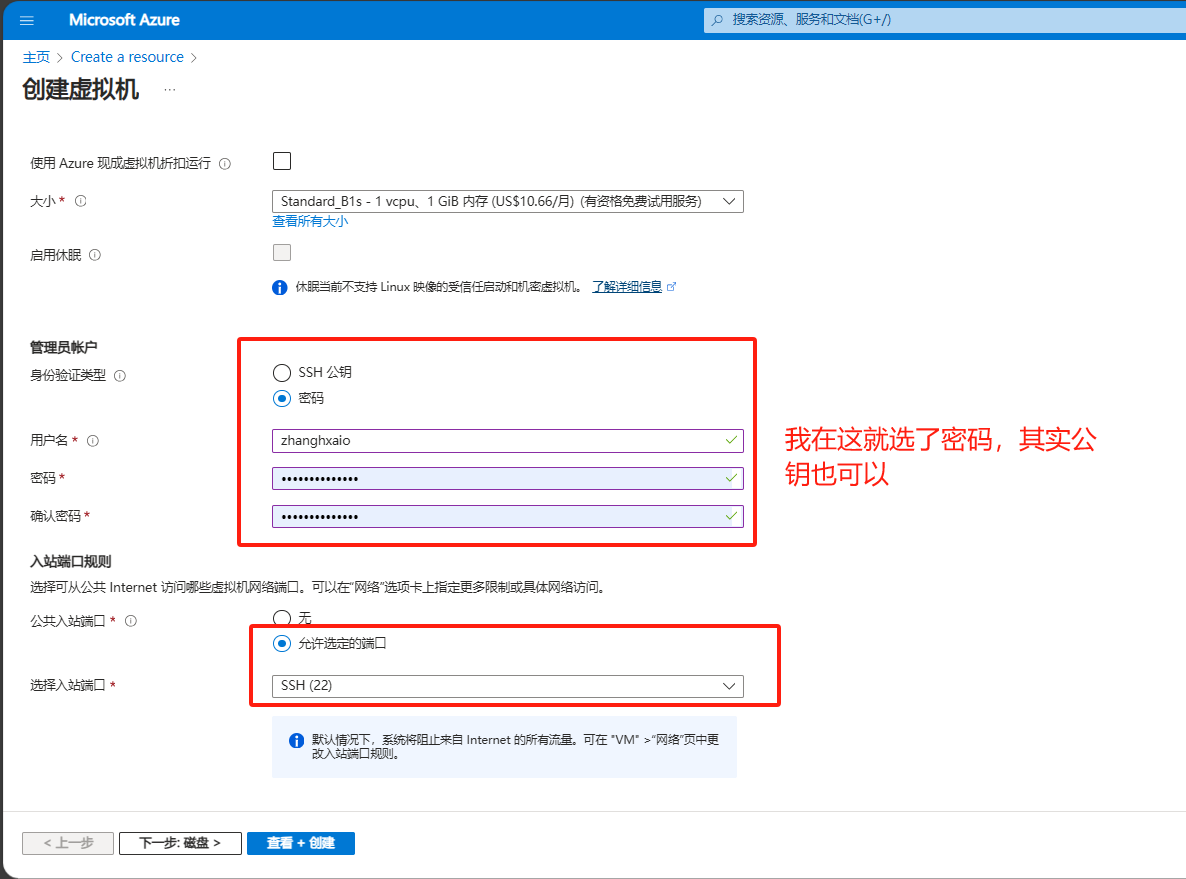 Microsoft Azure
搜索资源、服务和文档(G+/)
主页 > Create a resource >
创建虚拟机 ...
使用 Azure 现成虚拟机折扣运行
大小 *
Standard_B1s - 1 vcpu、1 GiB 内存 (US$10.66/月) (有资格免费试用服务)
查看所有大小
启用休眠
休眠当前不支持 Linux 映像的受信任启动和机密虚拟机。 了解详细信息
管理员帐户
身份验证类型
SSH 公钥
密码
用户名 *
zhanghxaio
密码 *
••••••••••••••
确认密码 *
••••••••••••••
我在这就选了密码，其实公
钥也可以
入站端口规则
选择可从公共 Internet 访问哪些虚拟机网络端口。可以在“网络”选项卡上指定更多限制或具体网络访问。
公共入站端口 *
无
允许选定的端口
选择入站端口 *
SSH (22)
默认情况下，系统将阻止来自 Internet 的所有流量。可在 "VM" >“网络”页中更
改入站端口规则。
< 上一步
下一步: 磁盘 >
查看 + 创建